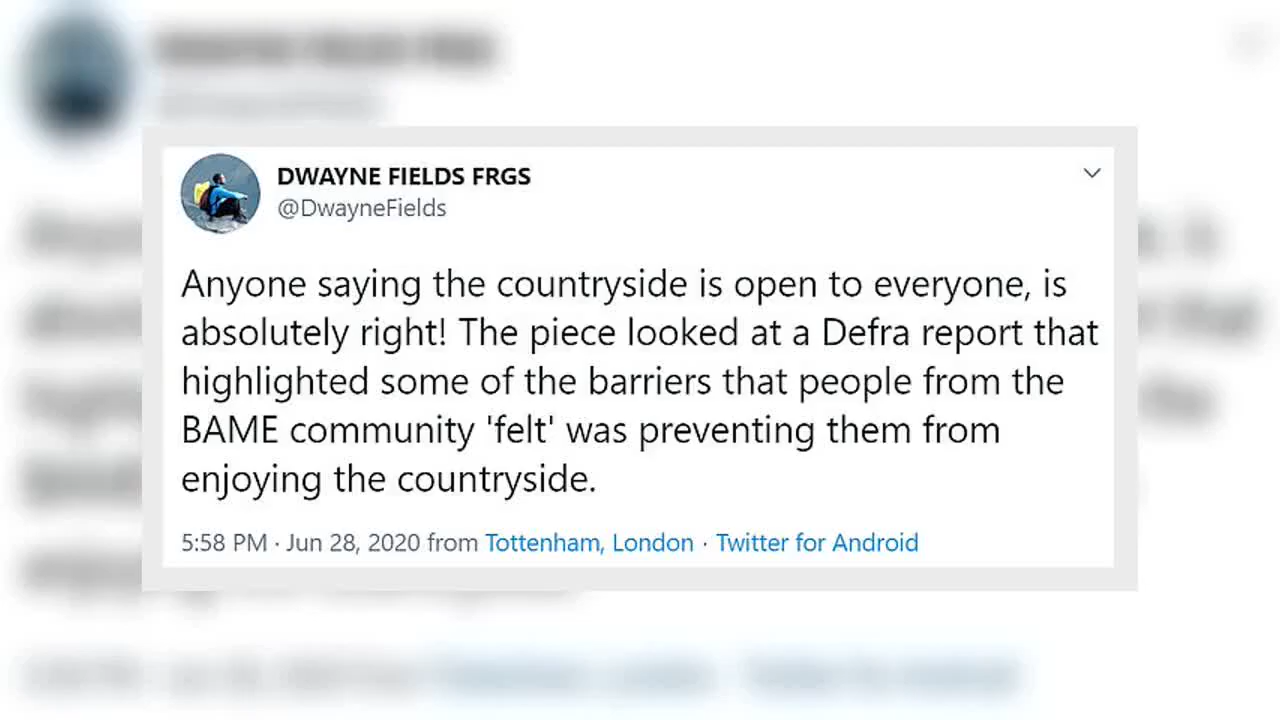 DWAYNE FIELDS FRGS
@DwayneFields
Anyone saying the countryside is open to everyone, is
absolutely right! The piece looked at a Defra report that
highlighted some of the barriers that people from the
BAME community 'felt' was preventing them from
enjoying the countryside.
5:58 PM · Jun 28, 2020 from Tottenham, London · Twitter for Android